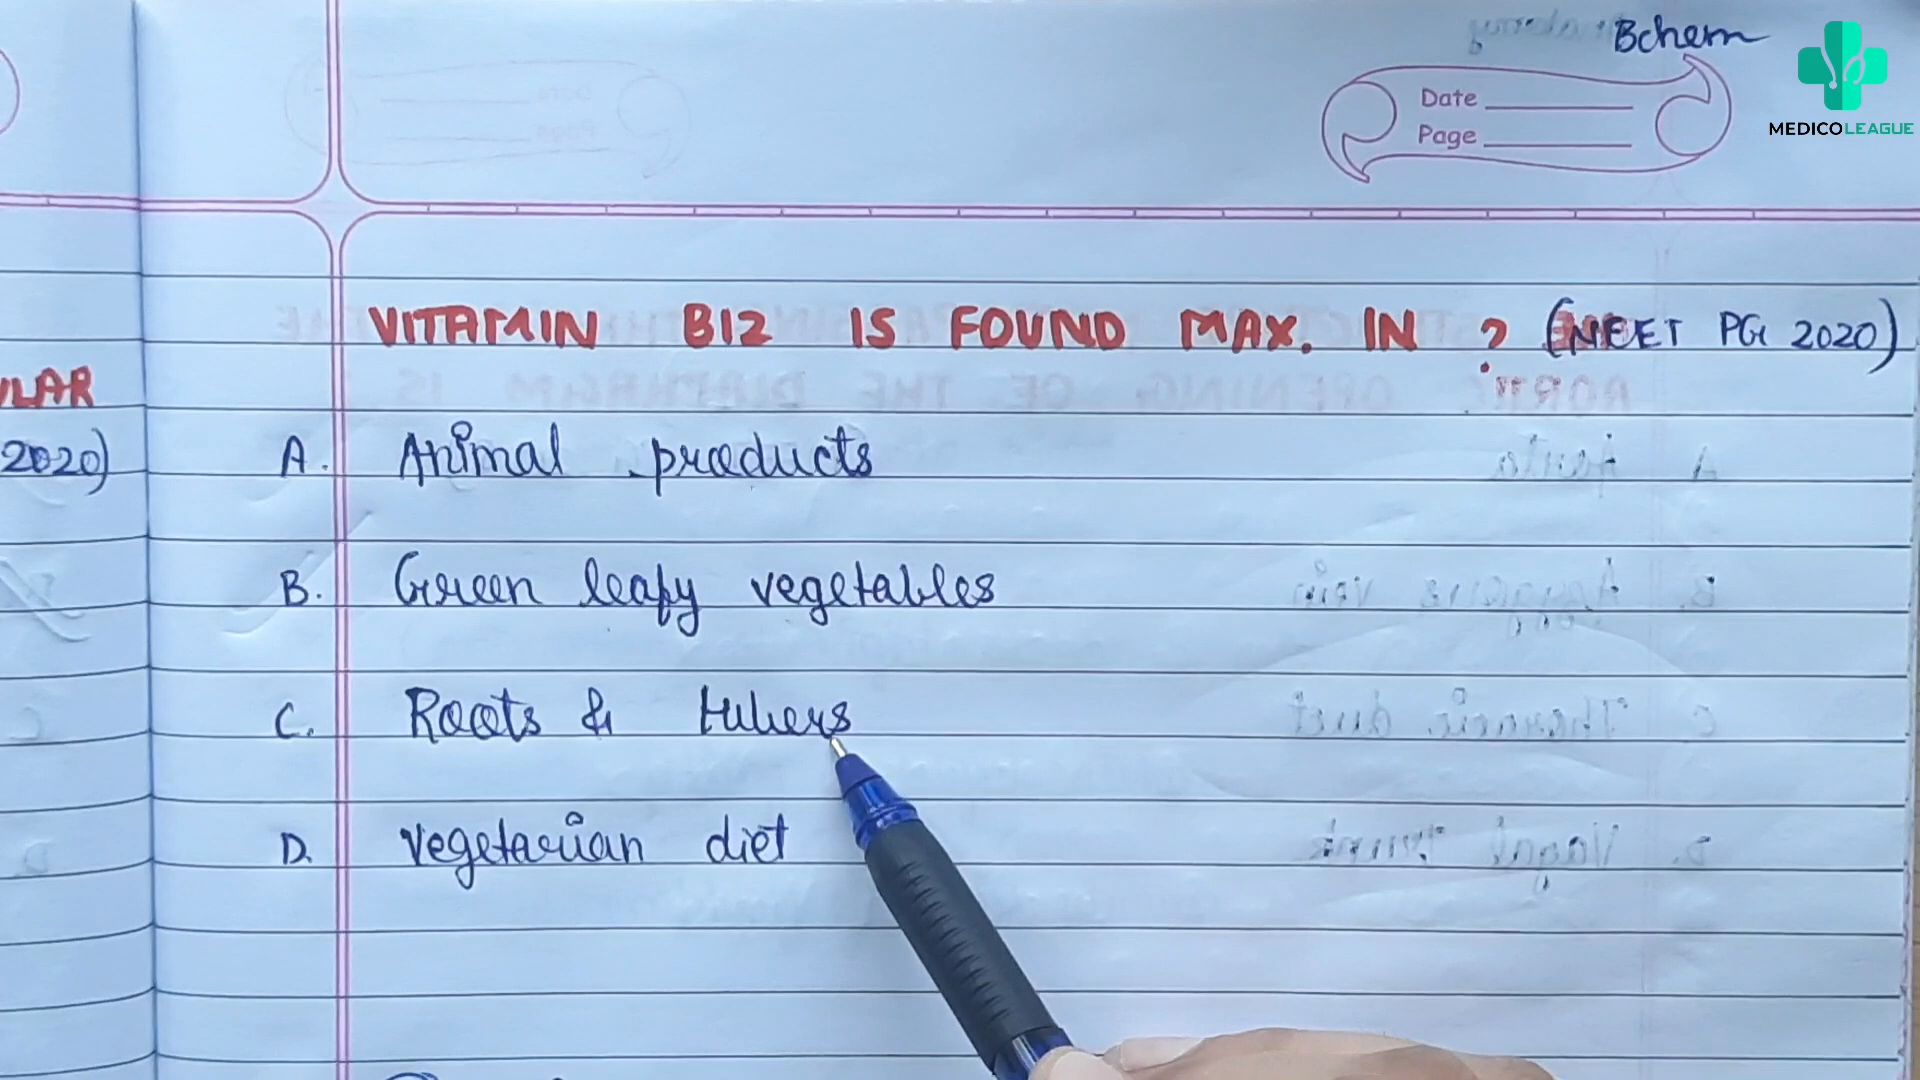 Bchem
MEDICOLEAGUE
Date
Page
VITAMIN B12 IS FOUND MAX. IN ? (NEET PG 2020)
ULAR
2020)
A. Animal products
B. Green leafy vegetables
C. Roots & tubers
D. vegetarian diet